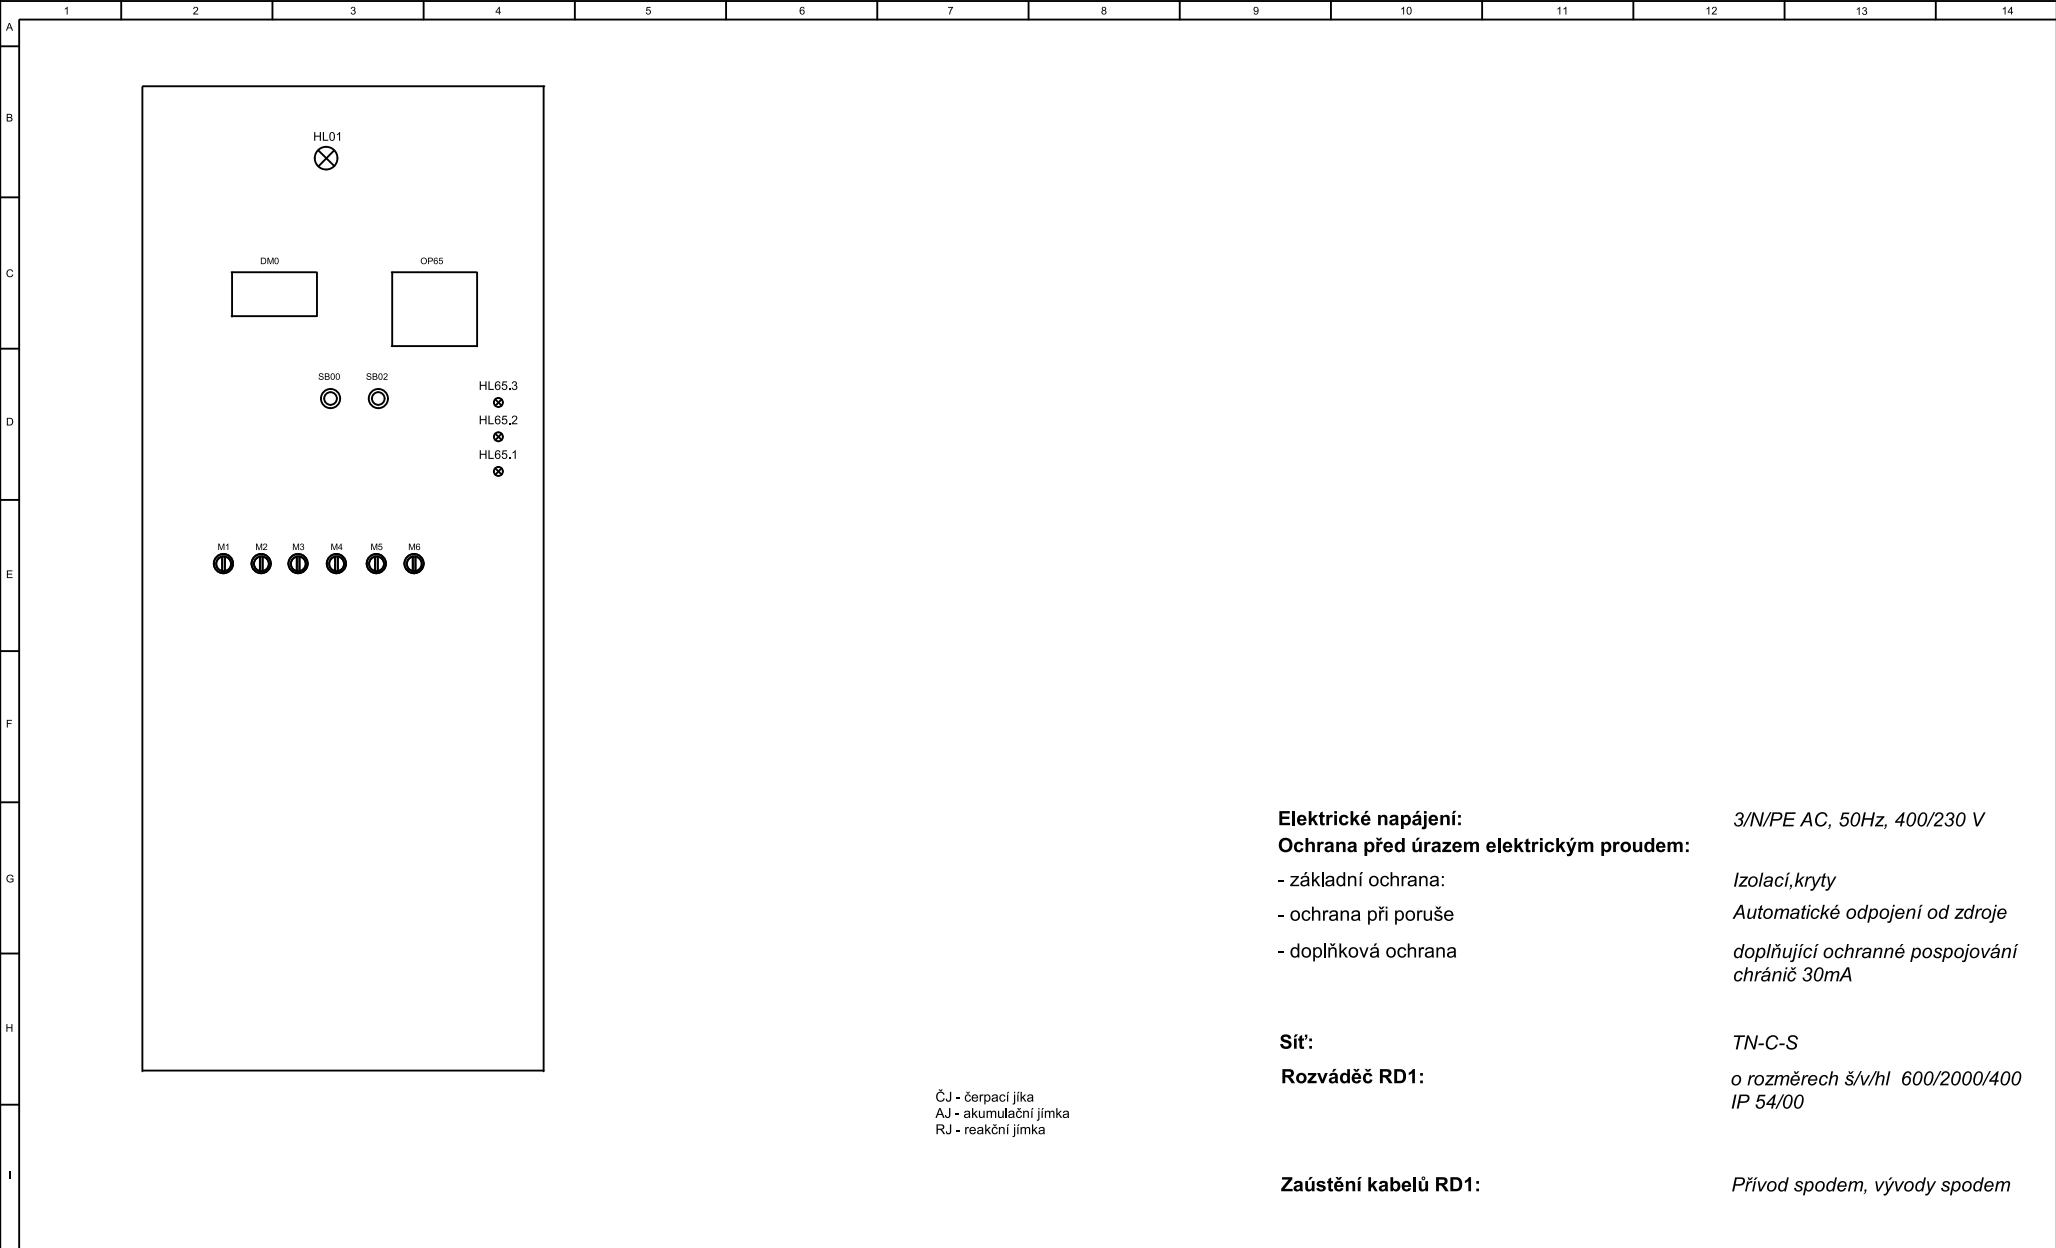 1 2 3 4 5 6 7 8 9 10 11 12 13 14
A
B
HL01
C
DM0 OP65
SB00 SB02
HL65.3
D
HL65.2
HL65.1
M1 M2 M3 M4 M5 M6
E
F
Elektrické napájení: 3/N/PE AC, 50Hz, 400/230 V
Ochrana před úrazem elektrickým proudem:
G
- základní ochrana: Izolací,kryty
- ochrana při poruše Automatické odpojení od zdroje
- doplňková ochrana doplňující ochranné pospojování
chránič 30mA
H
Síť: TN-C-S
Rozváděč RD1: o rozměrech š/v/hl 600/2000/400
IP 54/00
ČJ - čerpací jíka
AJ - akumulační jímka
RJ - reakční jímka
I
Zaústění kabelů RD1: Přívod spodem, vývody spodem